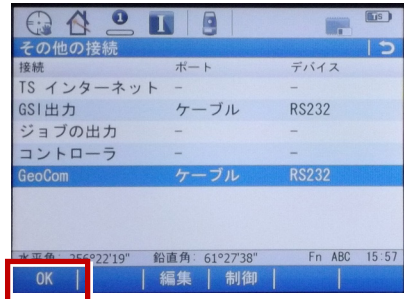 1
TS
その他の接続
接続 ポート デバイス
TS インターネット - -
GSI出力 ケーブル RS232
ジョブの出力 - -
コントローラ - -
GeoCom ケーブル RS232
水平角: 256°22'19" 鉛直角: 61°27'38" Fn ABC 15:57
OK 編集 制御